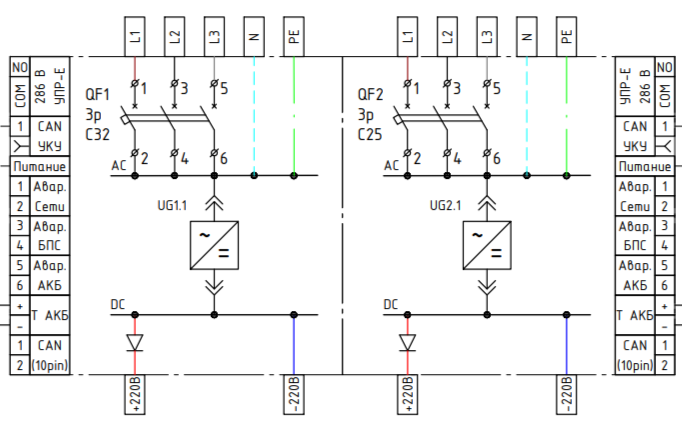 L1 L2 L3 N PE L1 L2 L3 N PE
NO
COM
286 В
УПР-Е
1 CAN
УКУ
Питание
1 Авар.
2 Сети
3 Авар.
4 БПС
5 Авар.
6 АКБ
+
Т АКБ
-
1 CAN
2 (10pin)
QF1
3р
C32
1 3 5
2 4 6
AC
UG1.1
~
=
DC
+220В -220В
QF2
3р
C25
1 3 5
2 4 6
AC
UG2.1
~
=
DC
+220В -220В
NO
УПР-Е
286 В
COM
CAN 1
УКУ
Питание
Авар. 1
Сети 2
Авар. 3
БПС 4
Авар. 5
АКБ 6
+
Т АКБ
-
CAN 1
(10pin) 2